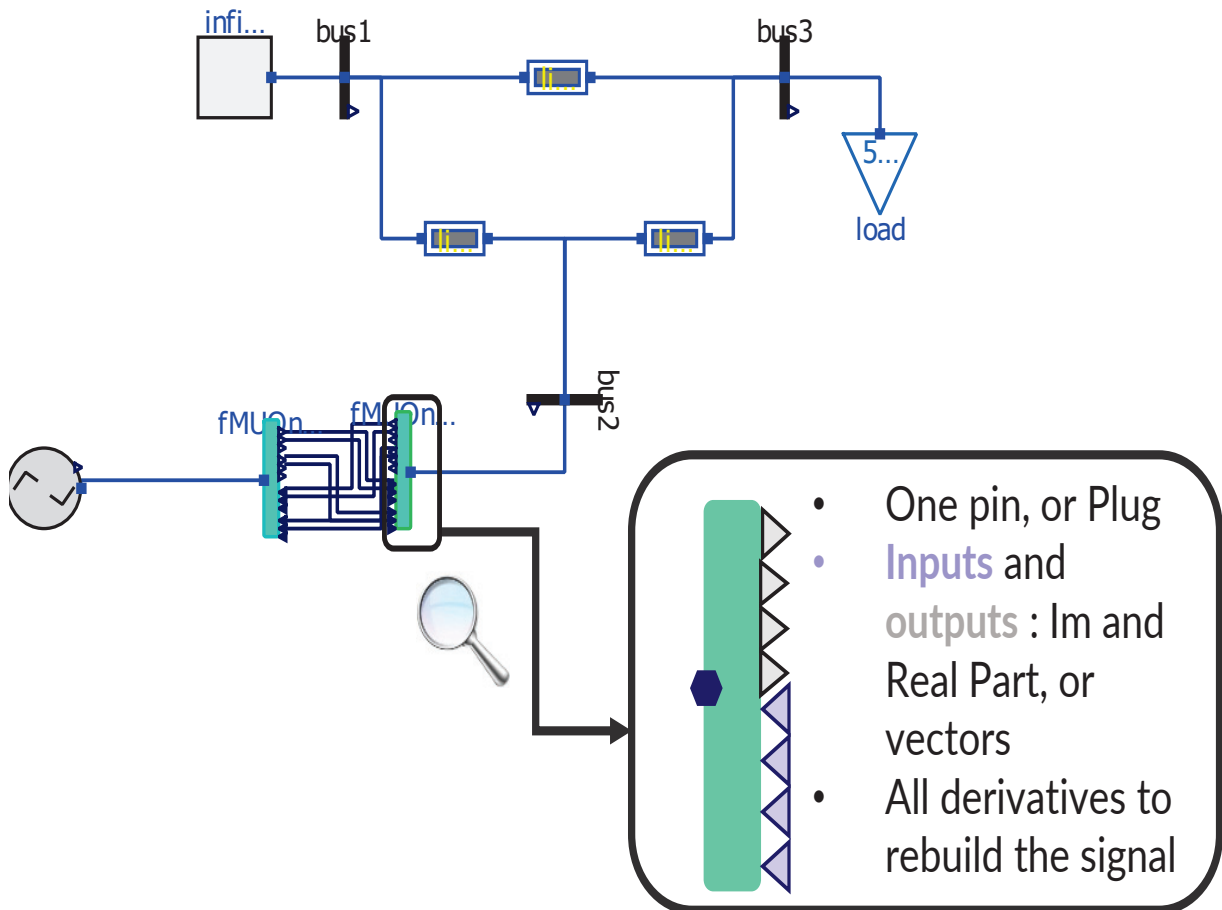 infi...
bus1
bus3
li...
5...
load
li...
li...
bus2
fMUOn...
fMUOn...
• One pin, or Plug
• Inputs and
outputs : Im and
Real Part, or
vectors
• All derivatives to
rebuild the signal